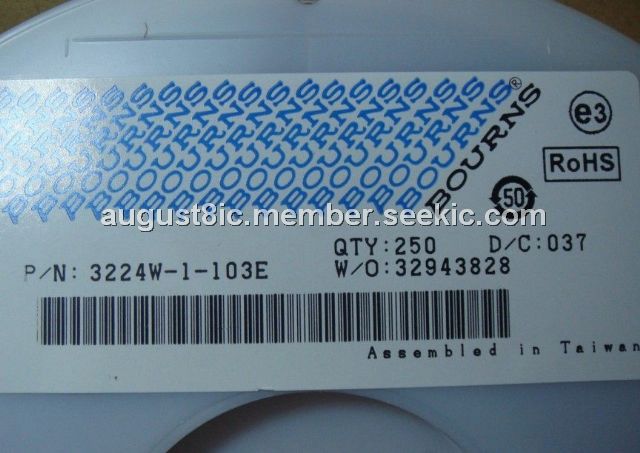 BOURNS®
e3
RoHS
50
august8ic.member.seekic.com
QTY:250 D/C:037
P/N: 3224W-1-103E W/O:32943828
Assembled in Taiwan